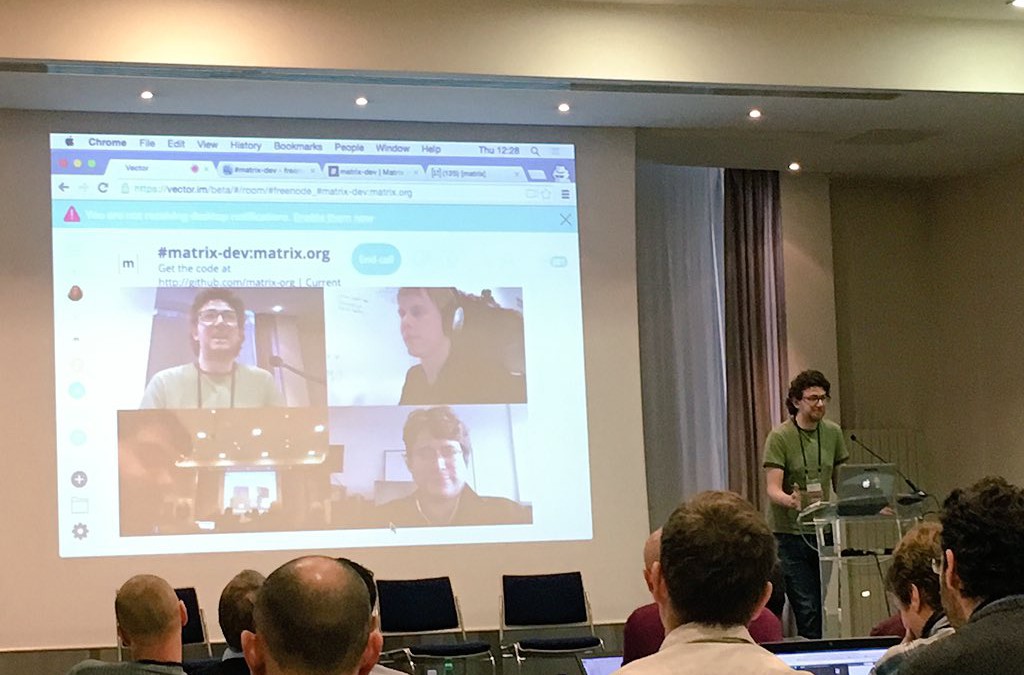 Chrome File Edit View History Bookmarks People Window Help Thu 12:28
Vector #matrix-dev matrix-dev | (120) [matrix]
https://vector.im/beta/#/room/#freenode_#matrix-dev:matrix.org
You are not receiving desktop notifications. Enable them now
m
#matrix-dev:matrix.org
End call
Get the code at
http://github.com/matrix-org | Current